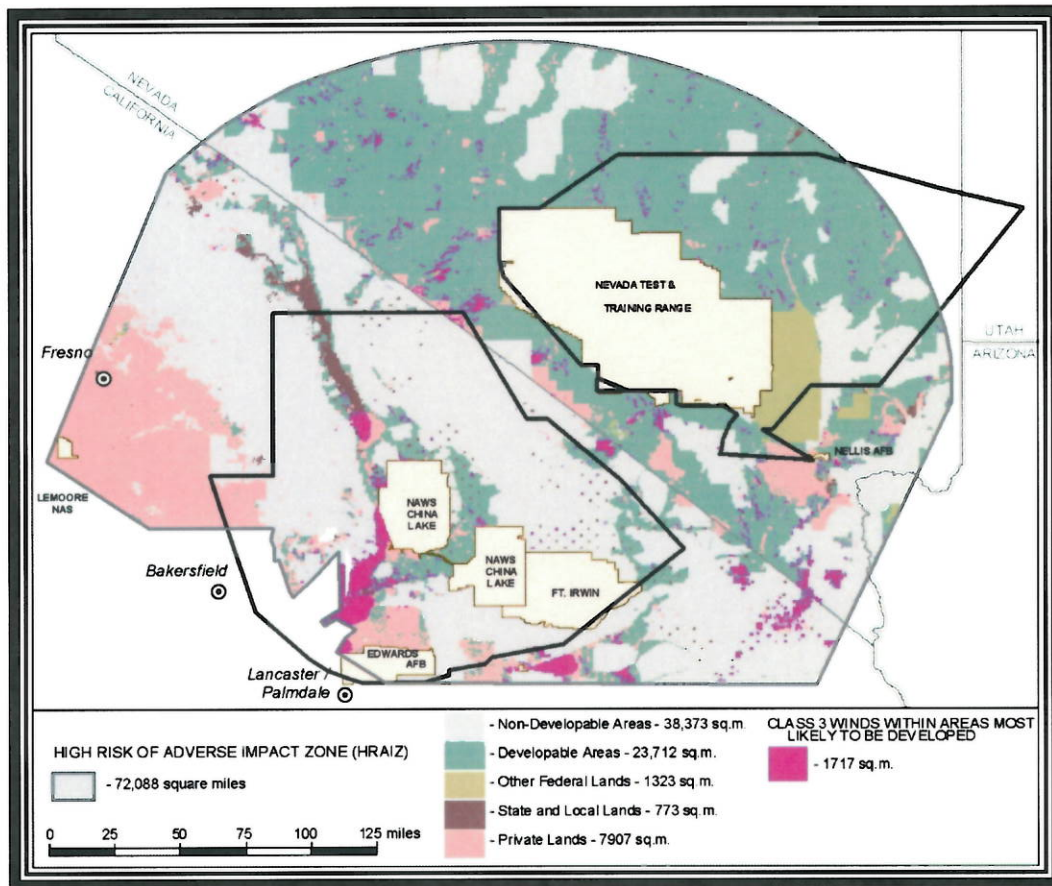 NEVADA
CALIFORNIA
NEVADA TEST &
TRAINING RANGE
UTAH
ARIZONA
Fresno
LEMOORE
NAS
NELLIS AFB
NAWS
CHINA
LAKE
NAWS
CHINA
LAKE
FT. IRWIN
Bakersfield
EDWARDS
AFB
Lancaster /
Palmdale
HIGH RISK OF ADVERSE IMPACT ZONE (HRAIZ)
- 72,088 square miles
0 25 50 75 100 125 miles
- Non-Developable Areas - 38,373 sq.m.
- Developable Areas - 23,712 sq.m.
- Other Federal Lands - 1323 sq.m.
- State and Local Lands - 773 sq.m.
- Private Lands - 7907 sq.m.
CLASS 3 WINDS WITHIN AREAS MOST
LIKELY TO BE DEVELOPED
- 1717 sq.m.